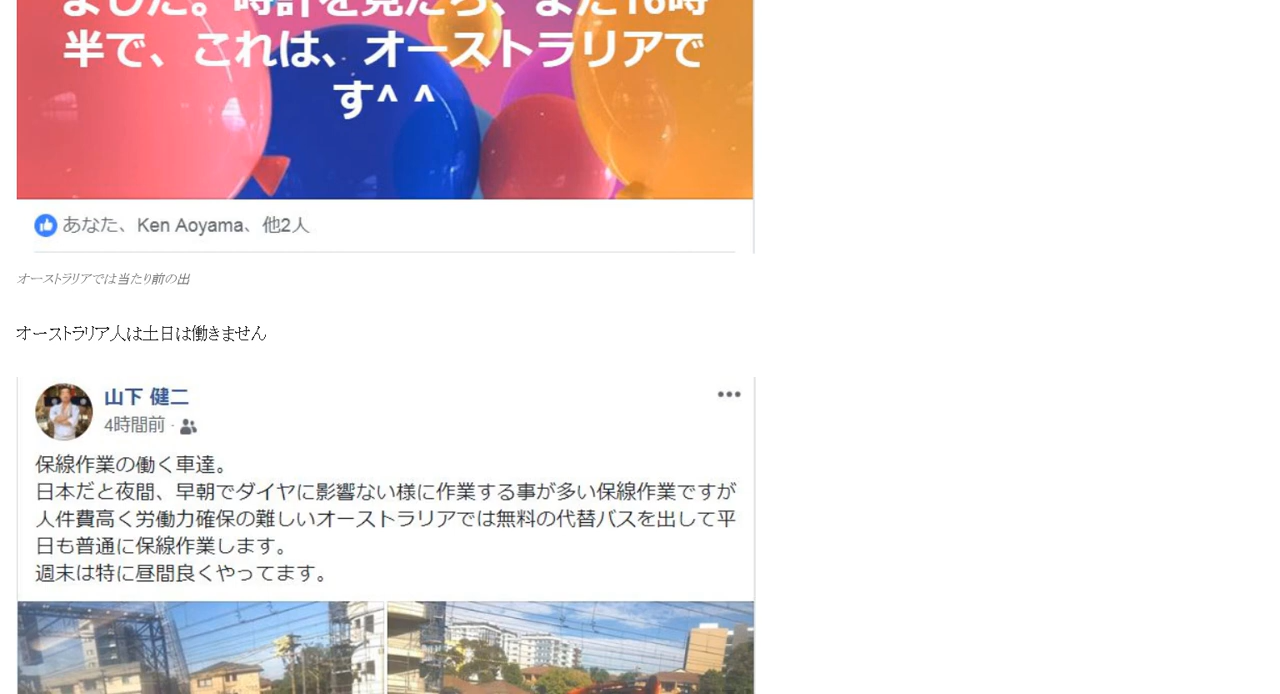 ました。時計を見たら、まだ16時
半で、これは、オーストラリアで
す^ ^
あなた、Ken Aoyama、他2人
オーストラリアでは当たり前の出
オーストラリア人は土日は働きません
山下 健二
4時間前 ·
保線作業の働く車達。
日本だと夜間、早朝でダイヤに影響ない様に作業する事が多い保線作業ですが
人件費高く労働力確保の難しいオーストラリアでは無料の代替バスを出して平
日も普通に保線作業します。
週末は特に昼間良くやってます。